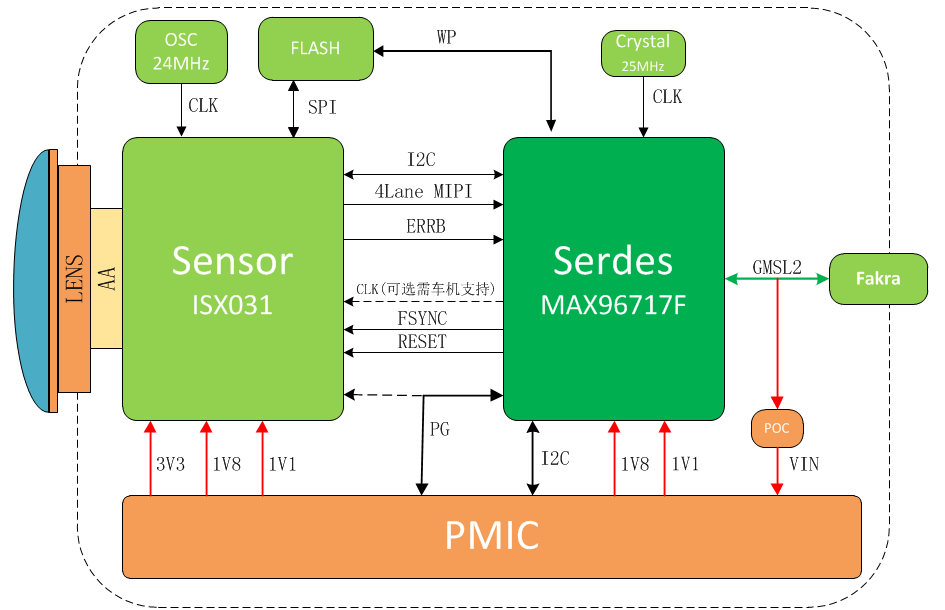 OSC
24MHz
FLASH
WP
Crystal
25MHz
CLK
SPI
CLK
I2C
4Lane MIPI
ERRB
LENS
AA
Sensor
ISX031
Serdes
MAX96717F
GMSL2
Fakra
CLK(可选需车机支持)
FSYNC
RESET
PG
I2C
POC
3V3
1V8
1V1
1V8
1V1
VIN
PMIC